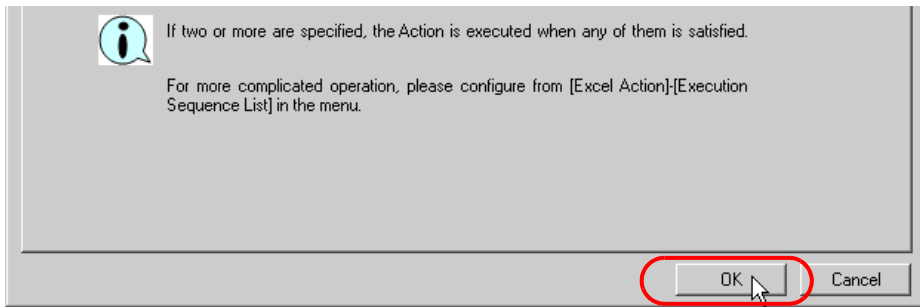 If two or more are specified, the Action is executed when any of them is satisfied.
For more complicated operation, please configure from [Excel Action]-[Execution
Sequence List] in the menu.
OK
Cancel